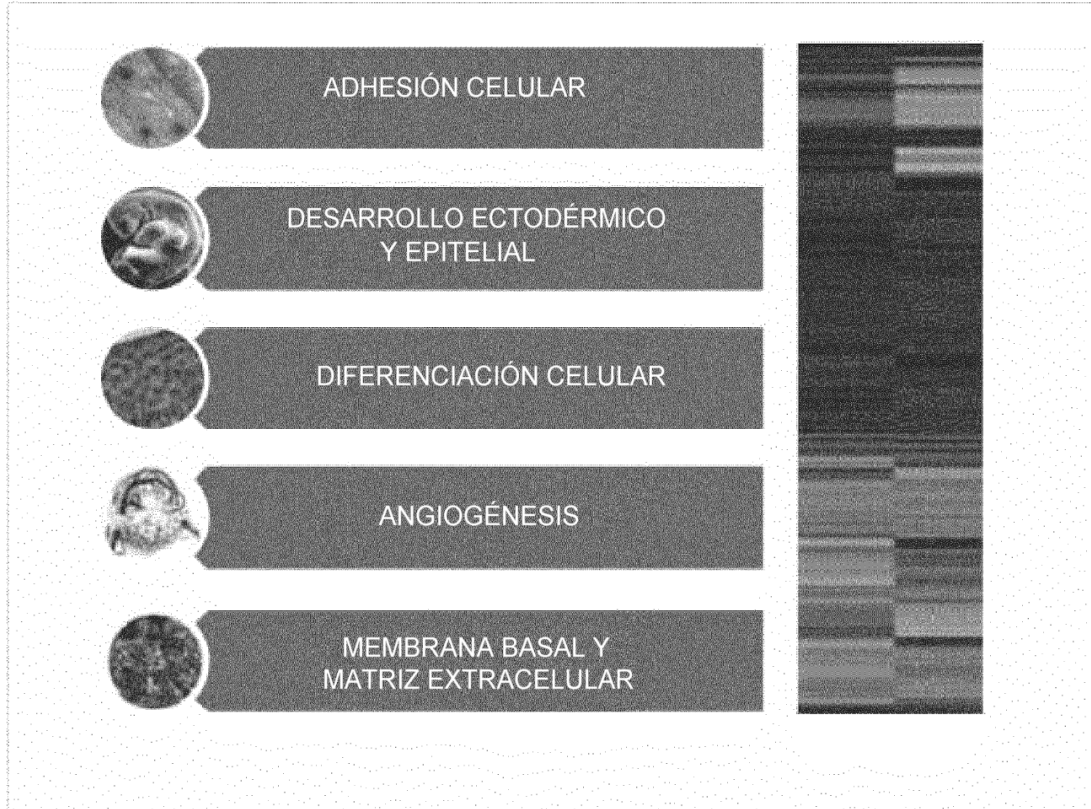 ADHESIÓN CELULAR
DESARROLLO ECTODÉRMICO
Y EPITELIAL
DIFERENCIACIÓN CELULAR
ANGIOGÉNESIS
MEMBRANA BASAL Y
MATRIZ EXTRACELULAR